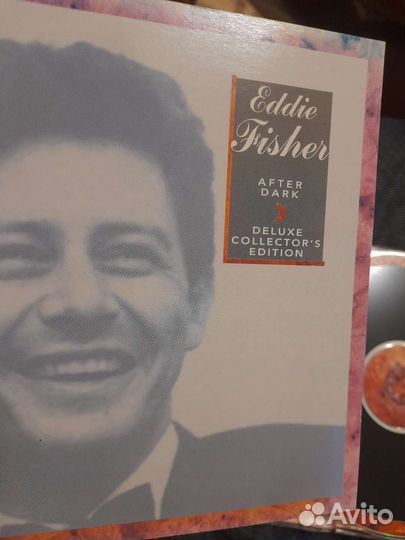 Eddie
Fisher
AFTER
DARK
DELUXE
COLLECTOR'S
EDITION
Avito